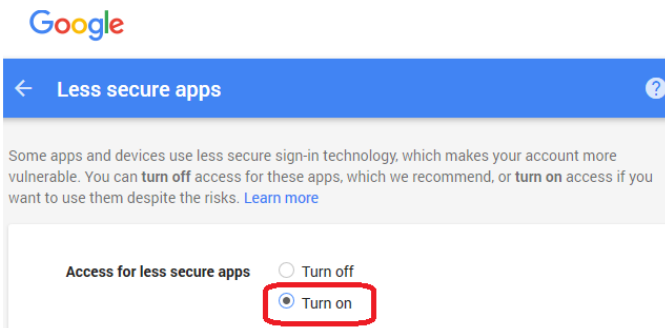 Google
Less secure apps
?
Some apps and devices use less secure sign-in technology, which makes your account more
vulnerable. You can turn off access for these apps, which we recommend, or turn on access if you
want to use them despite the risks. Learn more
Access for less secure apps Turn off
Turn on